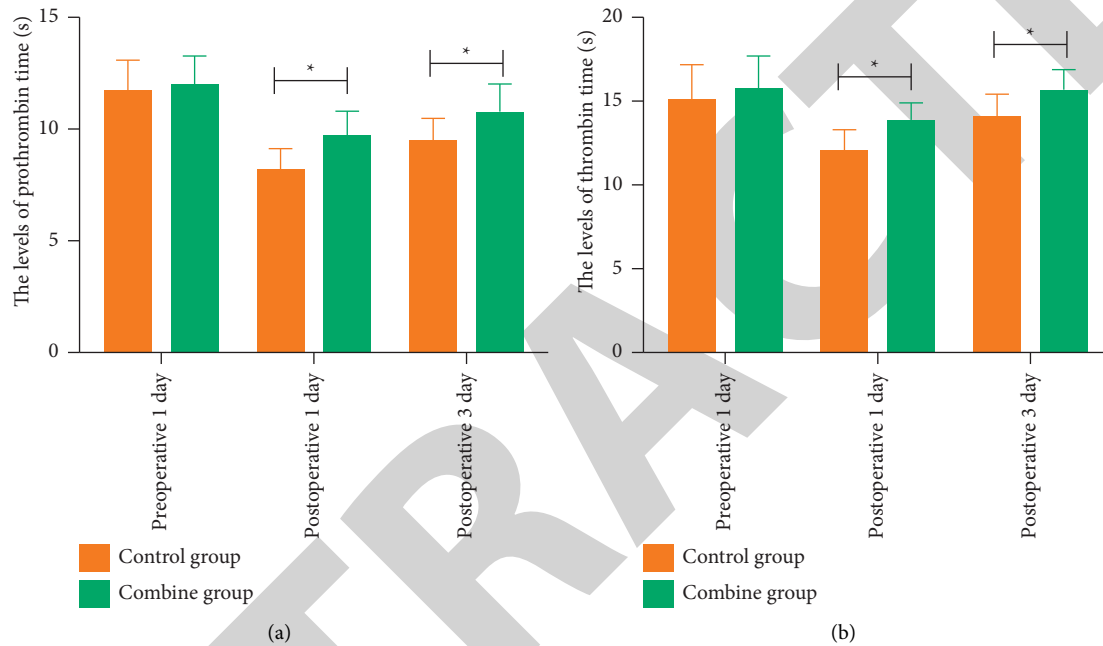 The levels of prothrombin time (s)
15
10
5
0
*
*
Preoperative 1 day
Postoperative 1 day
Postoperative 3 day
Control group
Combine group
(a)
The levels of thrombin time (s)
20
15
10
5
0
*
*
Preoperative 1 day
Postoperative 1 day
Postoperative 3 day
Control group
Combine group
(b)
TRACTE